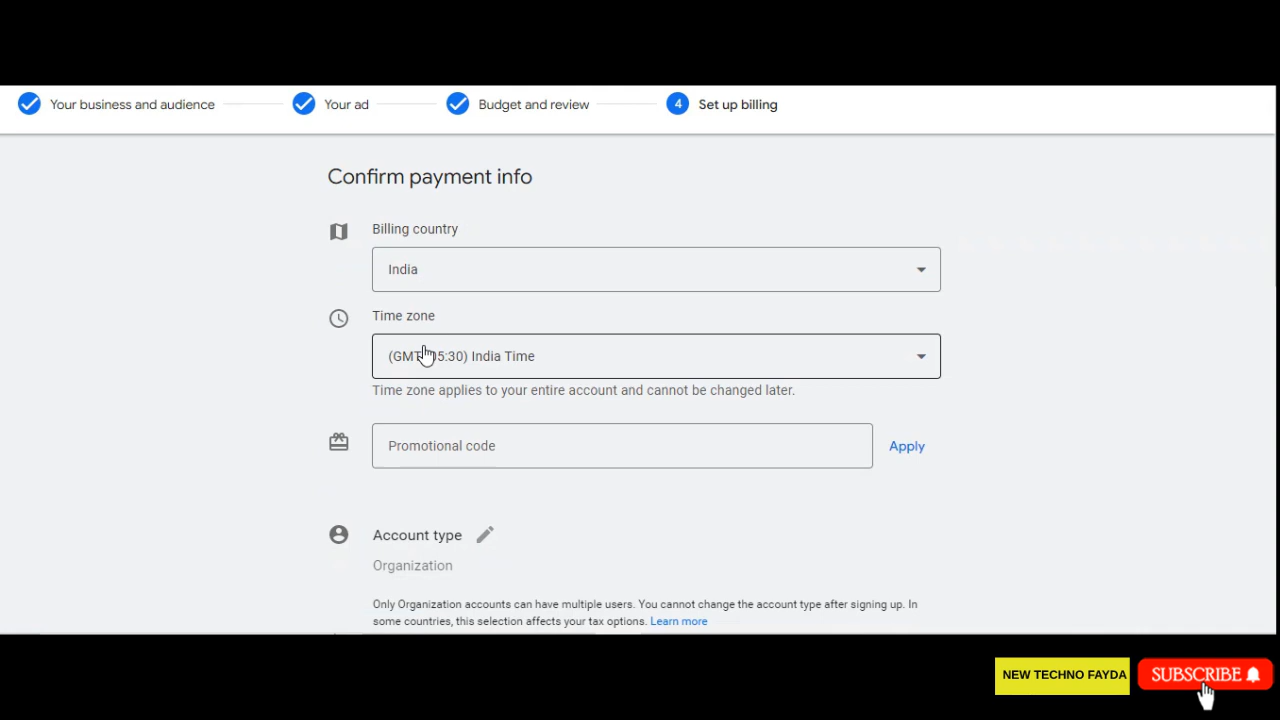 Your business and audience
Your ad
Budget and review
4 Set up billing
Confirm payment info
Billing country
India
Time zone
(GMT 05:30) India Time
Time zone applies to your entire account and cannot be changed later.
Promotional code
Apply
Account type
Organization
Only Organization accounts can have multiple users. You cannot change the account type after signing up. In
some countries, this selection affects your tax options. Learn more
NEW TECHNO FAYDA
SUBSCRIBE